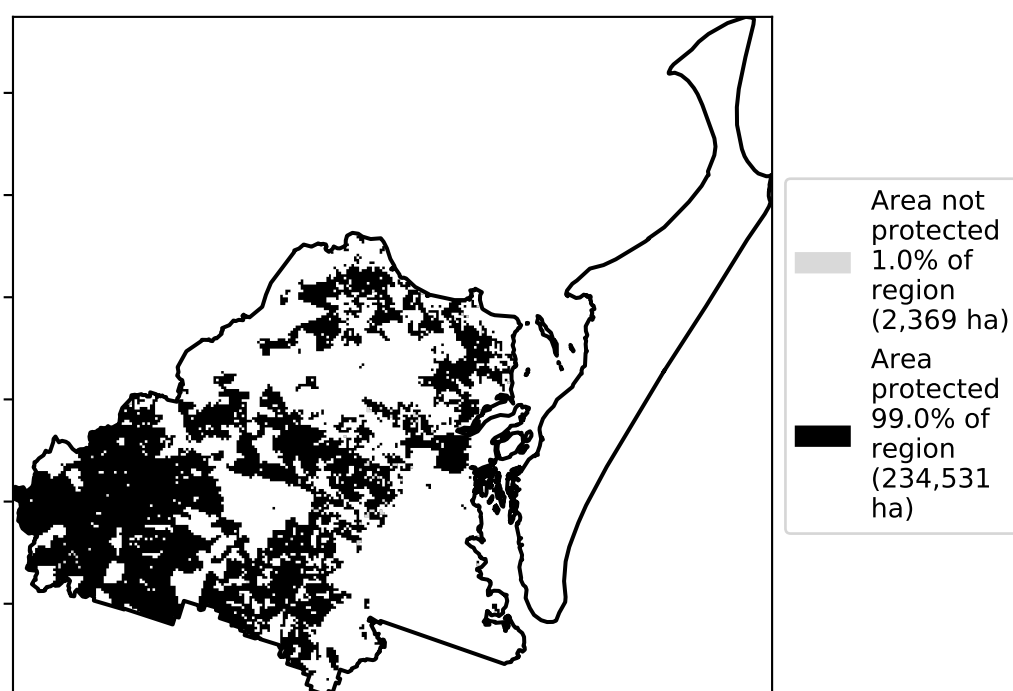 Area not
protected
1.0% of
region
(2,369 ha)
Area
protected
99.0% of
region
(234,531
ha)